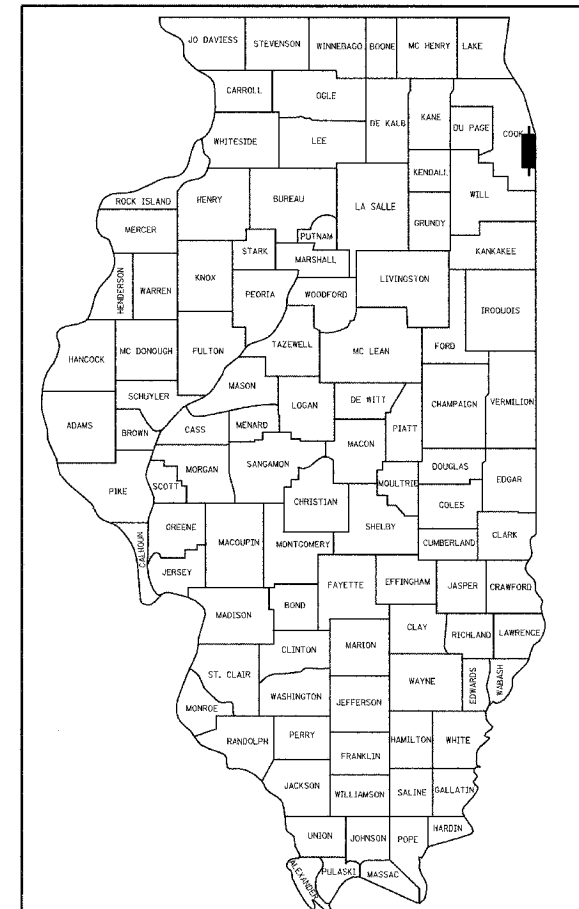 JO DAVIESS
STEVENSON
WINNEBAGO
BOONE
MC HENRY
LAKE
CARROLL
OGLE
DE KALB
KANE
DU PAGE
COOK
WHITESIDE
LEE
KENDALL
WILL
ROCK ISLAND
HENRY
BUREAU
LA SALLE
GRUNDY
MERCER
PUTNAM
STARK
MARSHALL
KANKAKEE
HENDERSON
WARREN
KNOX
PEORIA
WOODFORD
LIVINGSTON
IROQUOIS
FORD
HANCOCK
MC DONOUGH
FULTON
TAZEWELL
MC LEAN
MASON
SCHUYLER
LOGAN
DE WITT
CHAMPAIGN
VERMILION
ADAMS
BROWN
CASS
MENARD
MACON
PIATT
MORGAN
SANGAMON
DOUGLAS
EDGAR
PIKE
SCOTT
CHRISTIAN
MOULTRIE
COLES
GREENE
MACOUPIN
MONTGOMERY
SHELBY
CUMBERLAND
CLARK
CALHOUN
JERSEY
FAYETTE
EFFINGHAM
JASPER
CRAWFORD
MADISON
BOND
CLAY
RICHLAND
LAWRENCE
CLINTON
MARION
ST. CLAIR
WAYNE
EDWARDS
WABASH
MONROE
WASHINGTON
JEFFERSON
RANDOLPH
PERRY
HAMILTON
WHITE
FRANKLIN
JACKSON
WILLIAMSON
SALINE
GALLATIN
UNION
JOHNSON
POPE
HARDIN
ALEXANDER
PULASKI
MASSAC